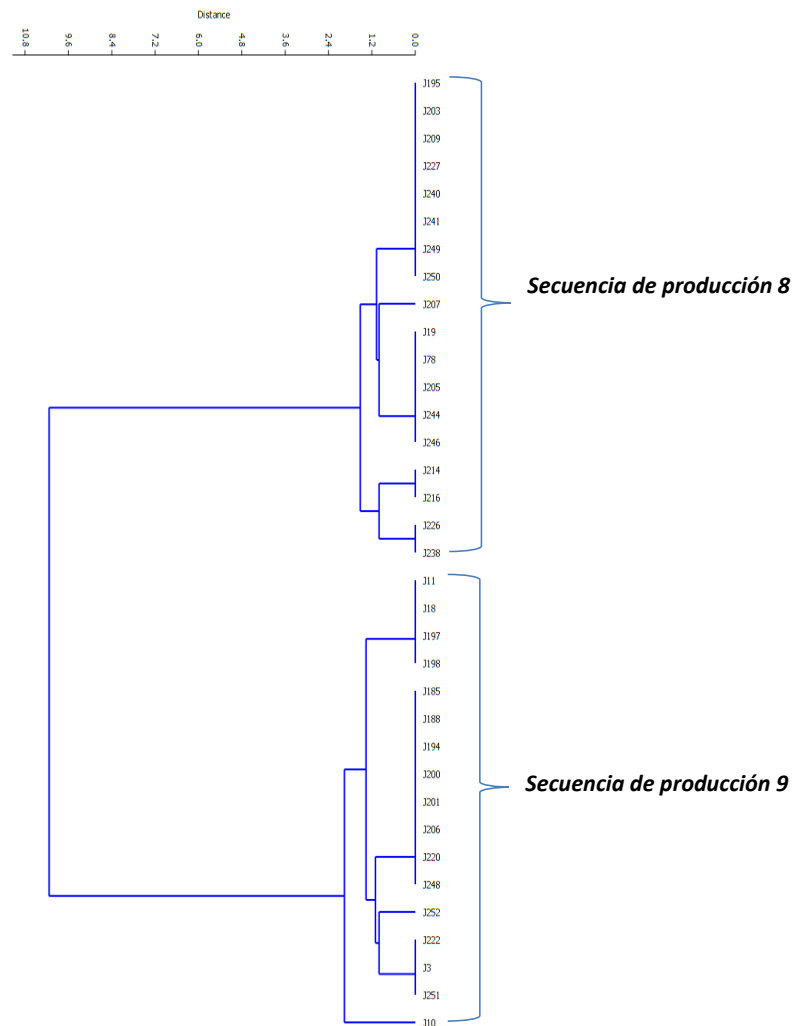 Distance
10.8 9.6 8.4 7.2 6.0 4.8 3.6 2.4 1.2 0.0
J195
J203
J209
J227
J240
J241
J249
J250
Secuencia de producción 8
J207
J19
J78
J205
J244
J246
J214
J216
J226
J238
J11
J18
J197
J198
J185
J188
J194
J200
Secuencia de producción 9
J201
J206
J220
J248
J252
J222
J3
J251
J10